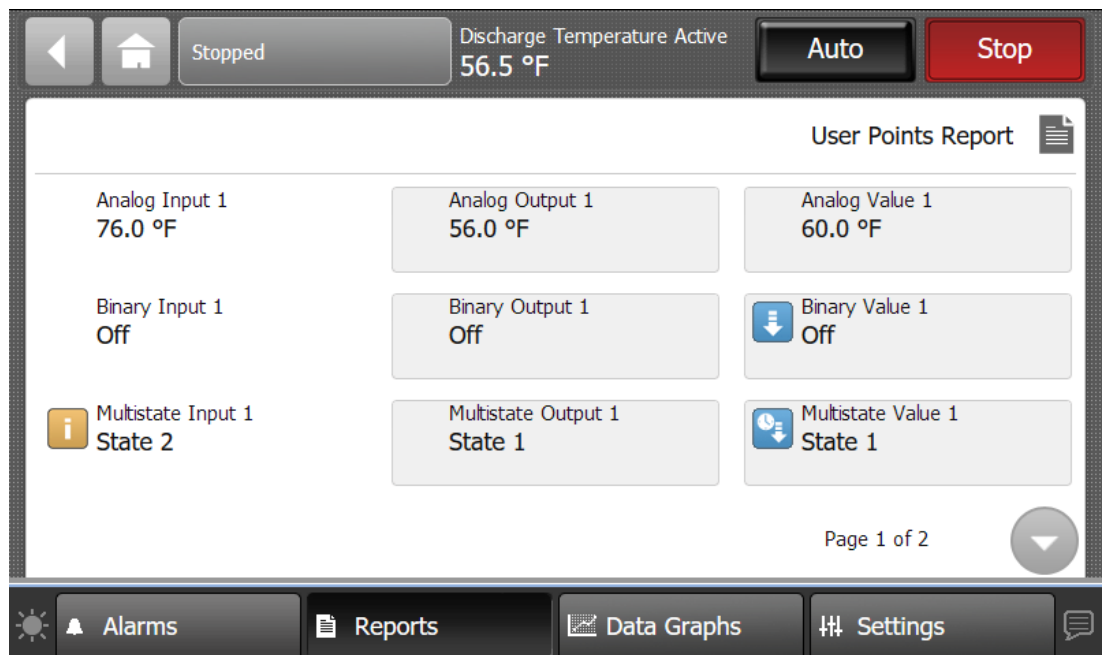 Stopped
Discharge Temperature Active
56.5 °F
Auto
Stop
User Points Report
Analog Input 1
76.0 °F
Analog Output 1
56.0 °F
Analog Value 1
60.0 °F
Binary Input 1
Off
Binary Output 1
Off
Binary Value 1
Off
i
Multistate Input 1
State 2
Multistate Output 1
State 1
Multistate Value 1
State 1
Page 1 of 2
Alarms
Reports
Data Graphs
Settings